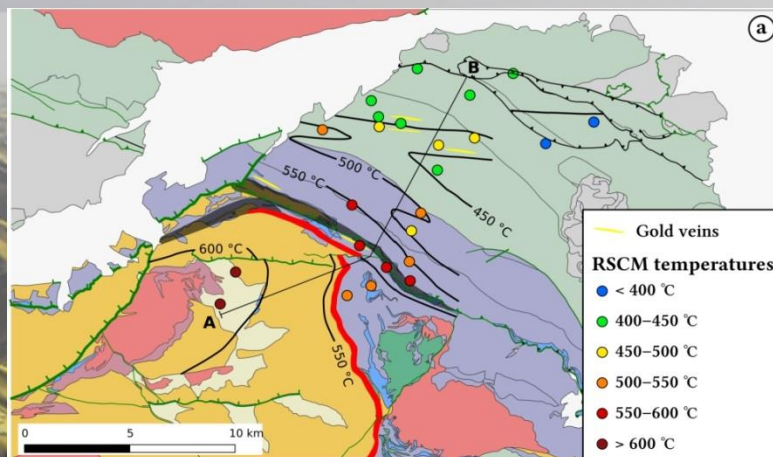 a
B
500 °C
550 °C
450 °C
600 °C
A
550 °C
Gold veins
RSCM temperatures
< 400 °C
400–450 °C
450–500 °C
500–550 °C
550–600 °C
> 600 °C
0 5 10 km